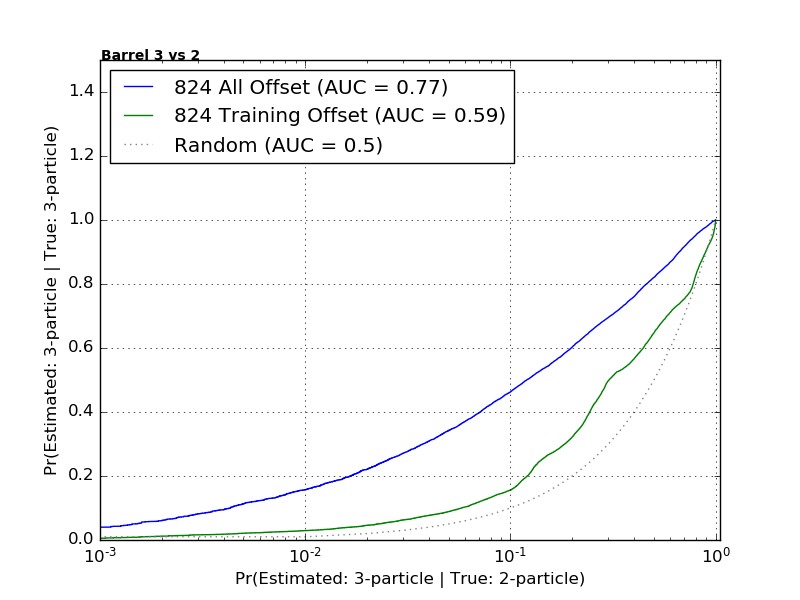 Barrel 3 vs 2
824 All Offset (AUC = 0.77)
824 Training Offset (AUC = 0.59)
Random (AUC = 0.5)
Pr(Estimated: 3-particle | True: 3-particle)
1.4
1.2
1.0
0.8
0.6
0.4
0.2
0.0
10⁻³
10⁻²
10⁻¹
10⁰
Pr(Estimated: 3-particle | True: 2-particle)